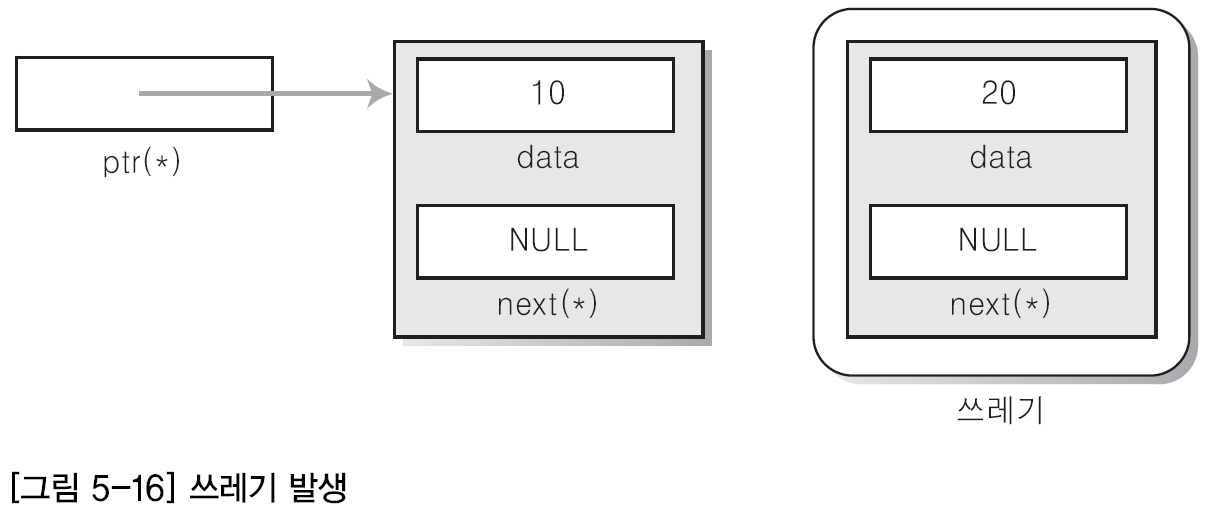 10
20
ptr(*)
data
data
NULL
NULL
next(*)
next(*)
쓰레기
[그림 5-16] 쓰레기 발생